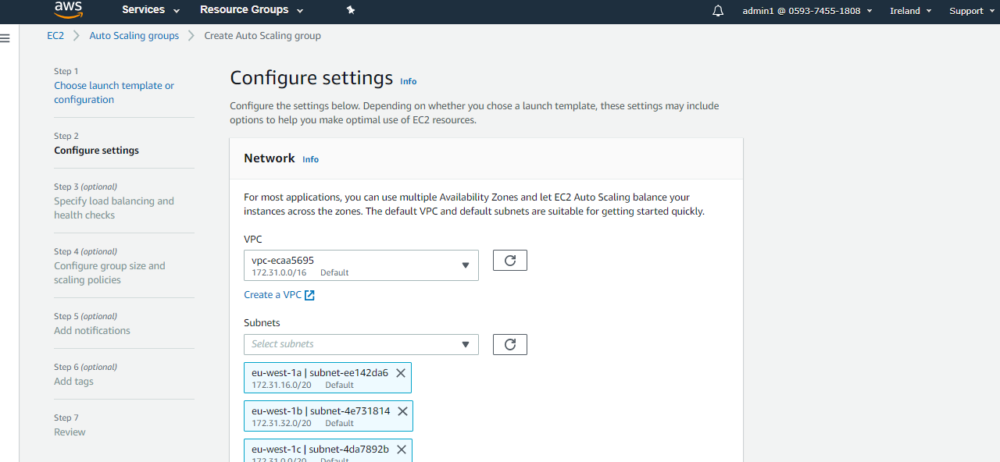 aws Services Resource Groups admin1 @ 0593-7455-1808 Ireland Support
EC2 Auto Scaling groups Create Auto Scaling group
Step 1
Choose launch template or
configuration
Step 2
Configure settings
Step 3 (optional)
Specify load balancing and
health checks
Step 4 (optional)
Configure group size and
scaling policies
Step 5 (optional)
Add notifications
Step 6 (optional)
Add tags
Step 7
Review
Configure settings Info
Configure the settings below. Depending on whether you chose a launch template, these settings may include
options to help you make optimal use of EC2 resources.
Network Info
For most applications, you can use multiple Availability Zones and let EC2 Auto Scaling balance your
instances across the zones. The default VPC and default subnets are suitable for getting started quickly.
VPC
vpc-ecaa5695
172.31.0.0/16 Default
Create a VPC
Subnets
Select subnets
eu-west-1a | subnet-ee142da6
172.31.16.0/20 Default
eu-west-1b | subnet-4e731814
172.31.32.0/20 Default
eu-west-1c | subnet-4da7892b
172.31.0.0/20 Default